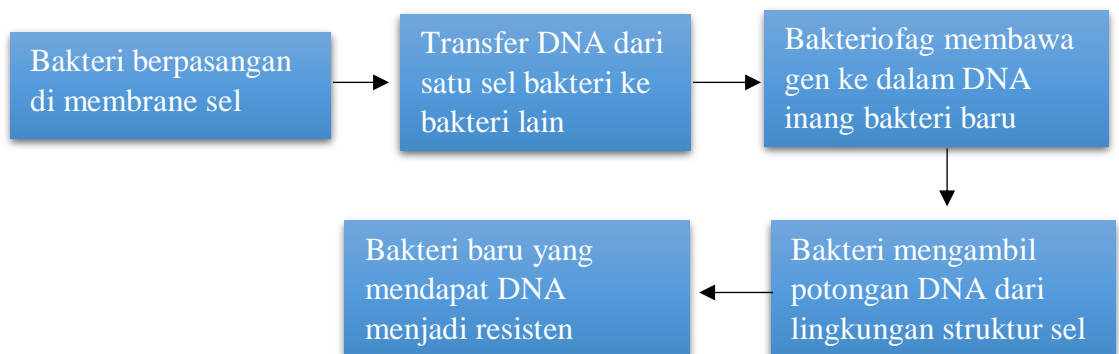 Bakteri berpasangan
di membrane sel
Transfer DNA dari
satu sel bakteri ke
bakteri lain
Bakteriofag membawa
gen ke dalam DNA
inang bakteri baru
Bakteri mengambil
potongan DNA dari
lingkungan struktur sel
Bakteri baru yang
mendapat DNA
menjadi resisten